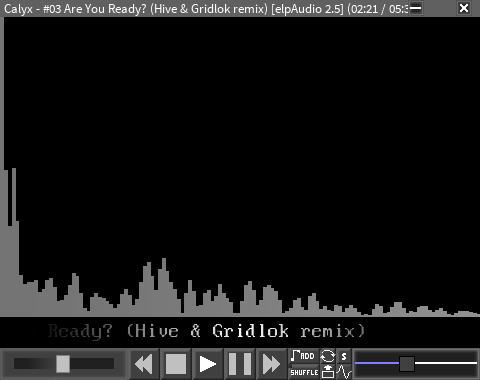 Calyx - #03 Are You Ready? (Hive & Gridlok remix) [elpAudio 2.5] (02:21 / 05:3
Ready? (Hive & Gridlok remix)
ADD S
SHUFFLE